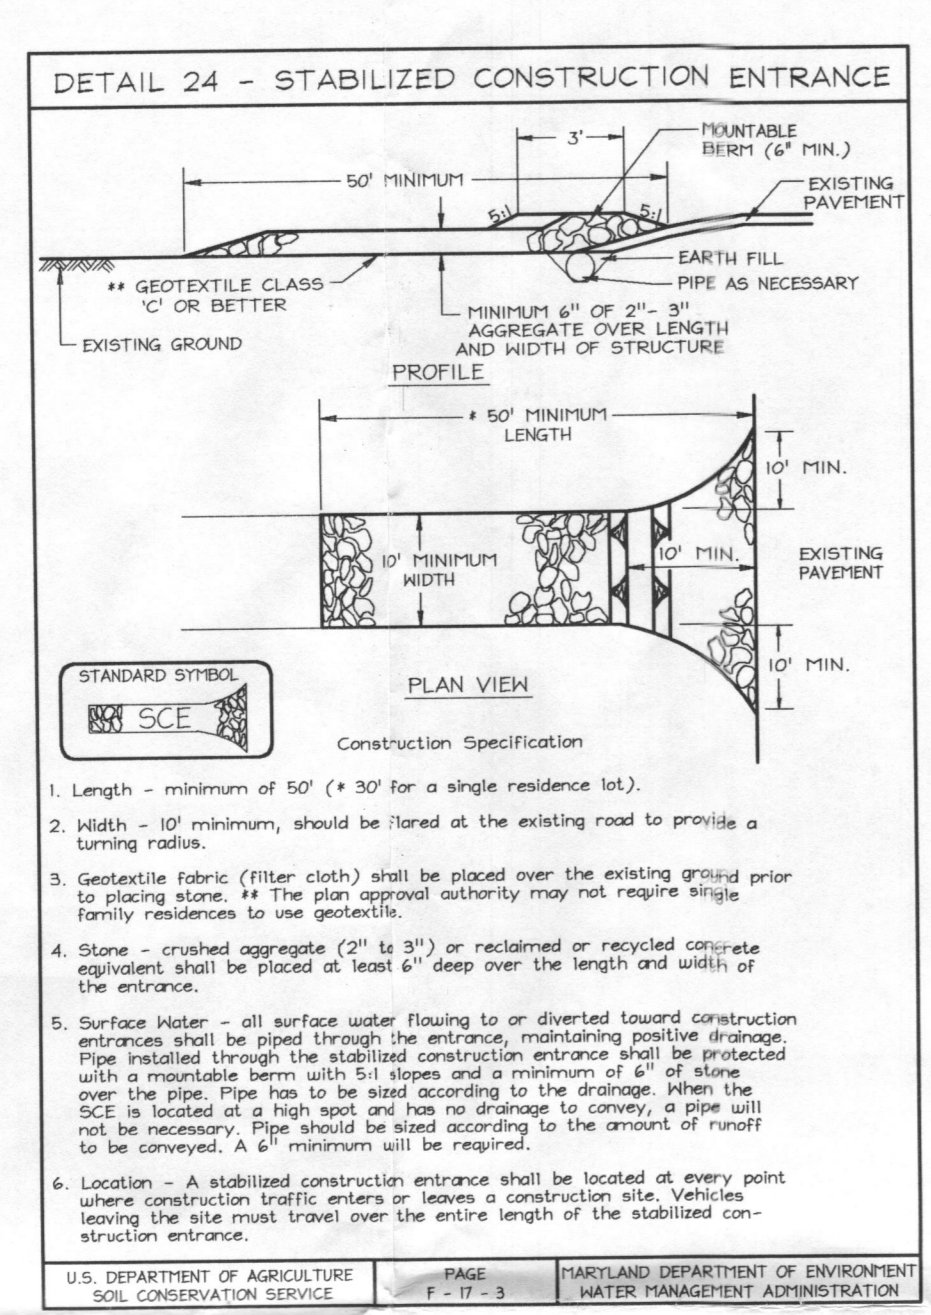 DETAIL 24 - STABILIZED CONSTRUCTION ENTRANCE
3'
MOUNTABLE
BERM (6" MIN.)
50' MINIMUM
EXISTING
PAVEMENT
5:1
5:1
** GEOTEXTILE CLASS
'C' OR BETTER
EARTH FILL
PIPE AS NECESSARY
MINIMUM 6" OF 2"- 3"
AGGREGATE OVER LENGTH
AND WIDTH OF STRUCTURE
EXISTING GROUND
PROFILE
* 50' MINIMUM
LENGTH
10' MIN.
10' MINIMUM
WIDTH
10' MIN.
EXISTING
PAVEMENT
10' MIN.
STANDARD SYMBOL
SCE
PLAN VIEW
Construction Specification
1. Length - minimum of 50' (* 30' for a single residence lot).
2. Width - 10' minimum, should be flared at the existing road to provide a
turning radius.
3. Geotextile fabric (filter cloth) shall be placed over the existing ground prior
to placing stone. ** The plan approval authority may not require single
family residences to use geotextile.
4. Stone - crushed aggregate (2" to 3") or reclaimed or recycled concrete
equivalent shall be placed at least 6" deep over the length and width of
the entrance.
5. Surface Water - all surface water flowing to or diverted toward construction
entrances shall be piped through the entrance, maintaining positive drainage.
Pipe installed through the stabilized construction entrance shall be protected
with a mountable berm with 5:1 slopes and a minimum of 6" of stone
over the pipe. Pipe has to be sized according to the drainage. When the
SCE is located at a high spot and has no drainage to convey, a pipe will
not be necessary. Pipe should be sized according to the amount of runoff
to be conveyed. A 6" minimum will be required.
6. Location - A stabilized construction entrance shall be located at every point
where construction traffic enters or leaves a construction site. Vehicles
leaving the site must travel over the entire length of the stabilized con-
struction entrance.
U.S. DEPARTMENT OF AGRICULTURE
SOIL CONSERVATION SERVICE
PAGE
F - 17 - 3
MARYLAND DEPARTMENT OF ENVIRONMENT
WATER MANAGEMENT ADMINISTRATION